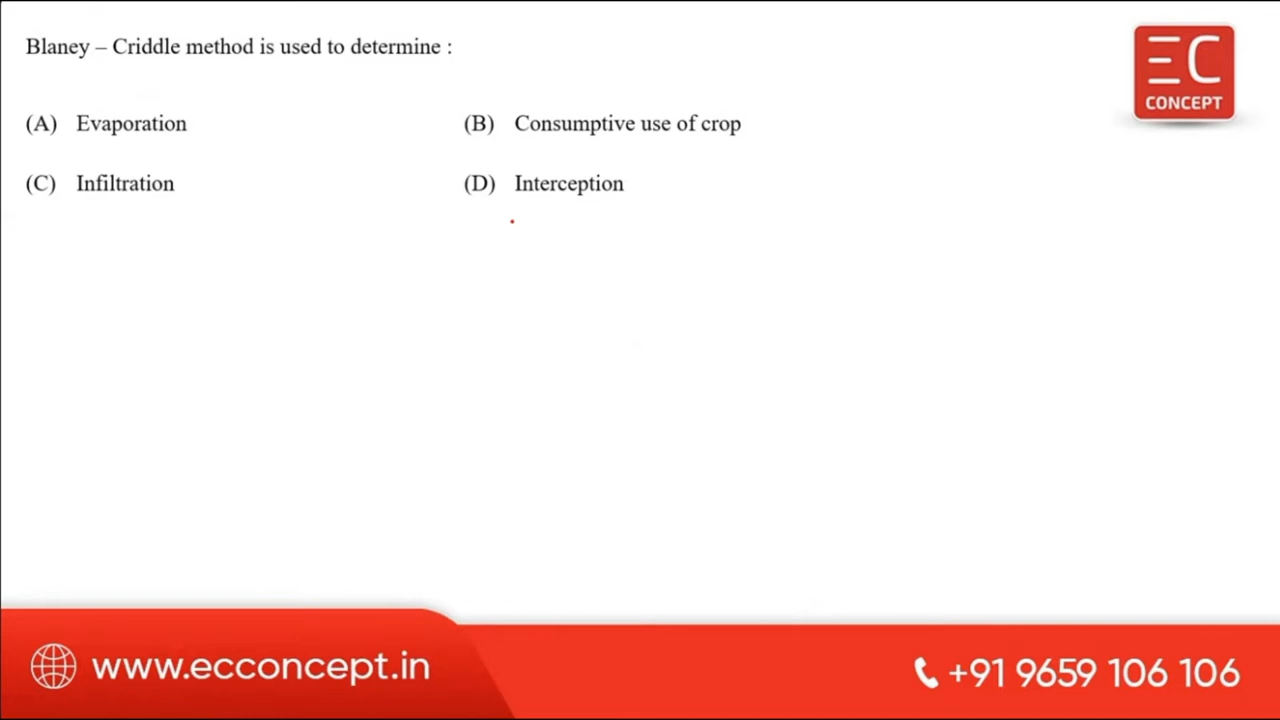 Blaney – Criddle method is used to determine :
(A) Evaporation (B) Consumptive use of crop
(C) Infiltration (D) Interception
EC
CONCEPT
www.ecconcept.in
+91 9659 106 106